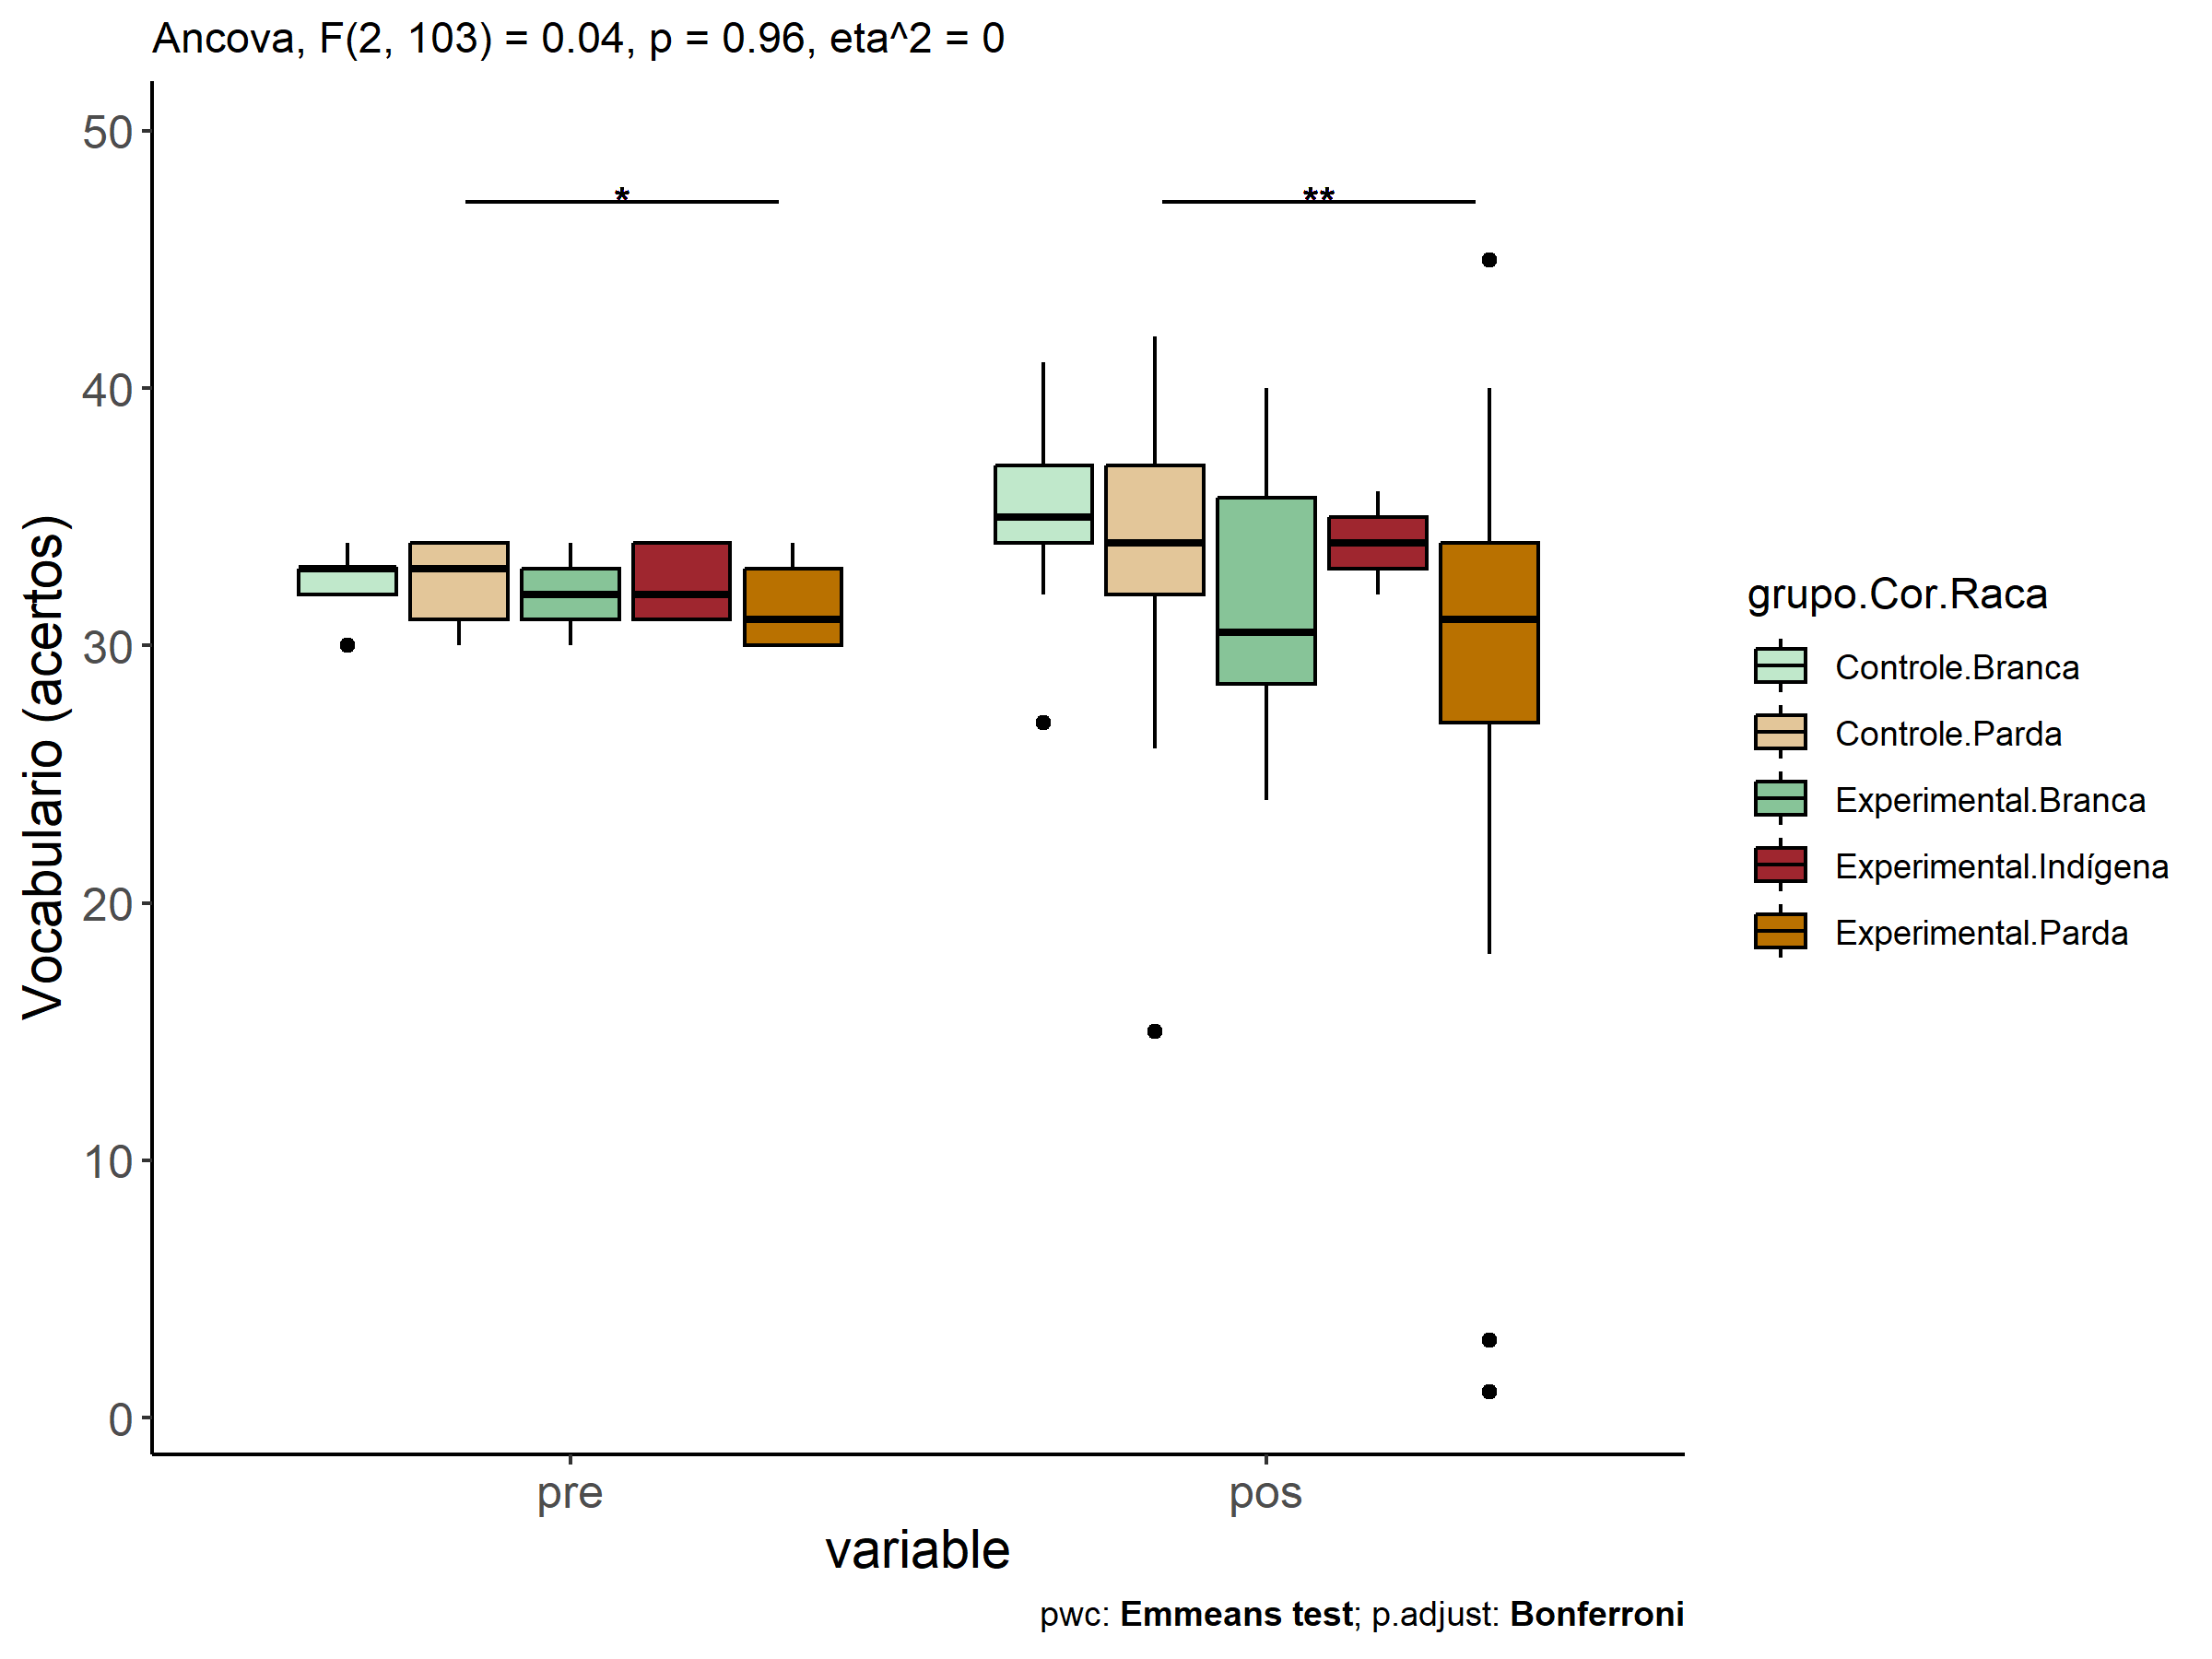 Ancova, F(2, 103) = 0.04, p = 0.96, eta^2 = 0
50
40
30
20
10
0
Vocabulario (acertos)
*
**
pre
pos
variable
grupo.Cor.Raca
Controle.Branca
Controle.Parda
Experimental.Branca
Experimental.Indígena
Experimental.Parda
pwc: Emmeans test; p.adjust: Bonferroni